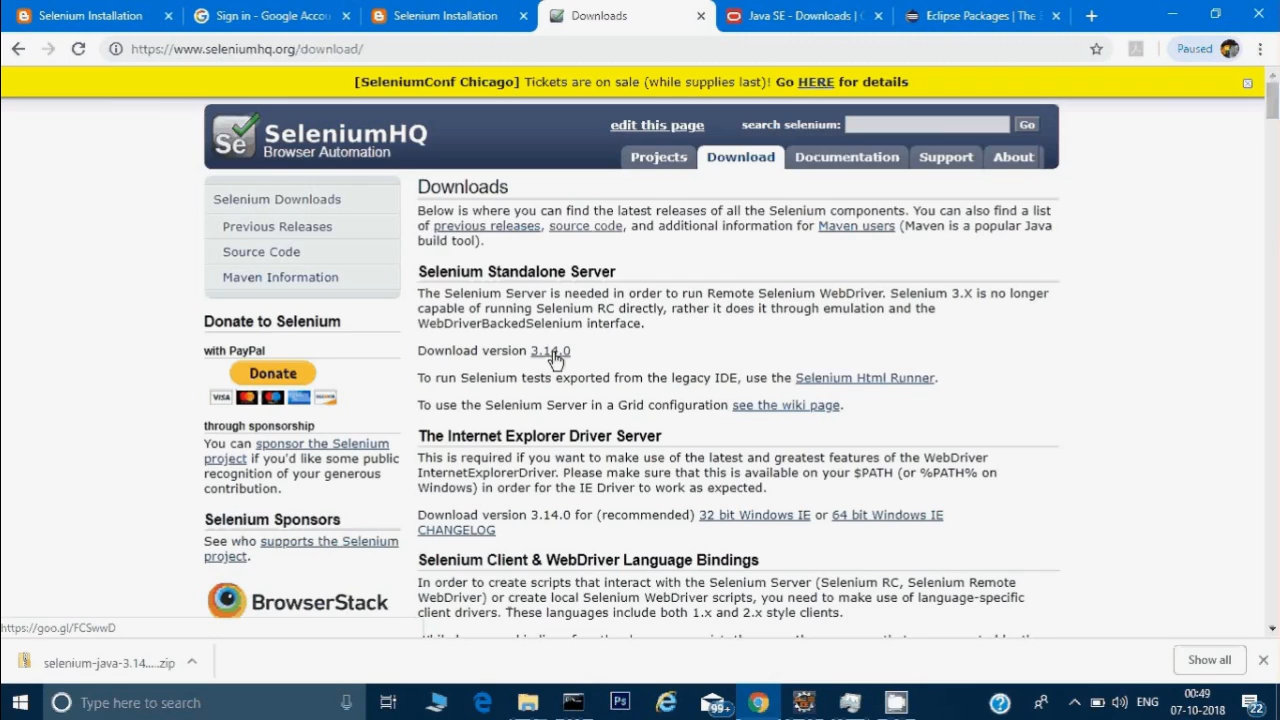 Selenium Installation
Sign in - Google Accou
Selenium Installation
Downloads
Java SE - Downloads |
Eclipse Packages | The
https://www.seleniumhq.org/download/
Paused
[SeleniumConf Chicago] Tickets are on sale (while supplies last)! Go HERE for details
Se
SeleniumHQ
Browser Automation
edit this page
search selenium:
Go
Projects
Download
Documentation
Support
About
Selenium Downloads
Previous Releases
Source Code
Maven Information
Donate to Selenium
with PayPal
Donate
VISA
through sponsorship
You can sponsor the Selenium
project if you'd like some public
recognition of your generous
contribution.
Selenium Sponsors
See who supports the Selenium
project.
BrowserStack
Downloads
Below is where you can find the latest releases of all the Selenium components. You can also find a list
of previous releases, source code, and additional information for Maven users (Maven is a popular Java
build tool).
Selenium Standalone Server
The Selenium Server is needed in order to run Remote Selenium WebDriver. Selenium 3.X is no longer
capable of running Selenium RC directly, rather it does it through emulation and the
WebDriverBackedSelenium interface.
Download version 3.14.0
To run Selenium tests exported from the legacy IDE, use the Selenium Html Runner.
To use the Selenium Server in a Grid configuration see the wiki page.
The Internet Explorer Driver Server
This is required if you want to make use of the latest and greatest features of the WebDriver
InternetExplorerDriver. Please make sure that this is available on your $PATH (or %PATH% on
Windows) in order for the IE Driver to work as expected.
Download version 3.14.0 for (recommended) 32 bit Windows IE or 64 bit Windows IE
CHANGELOG
Selenium Client & WebDriver Language Bindings
In order to create scripts that interact with the Selenium Server (Selenium RC, Selenium Remote
WebDriver) or create local Selenium WebDriver scripts, you need to make use of language-specific
client drivers. These languages include both 1.x and 2.x style clients.
https://goo.gl/FCSwwD
selenium-java-3.14....zip
Show all
Type here to search
Ps
99+
ENG
00:49
07-10-2018
22